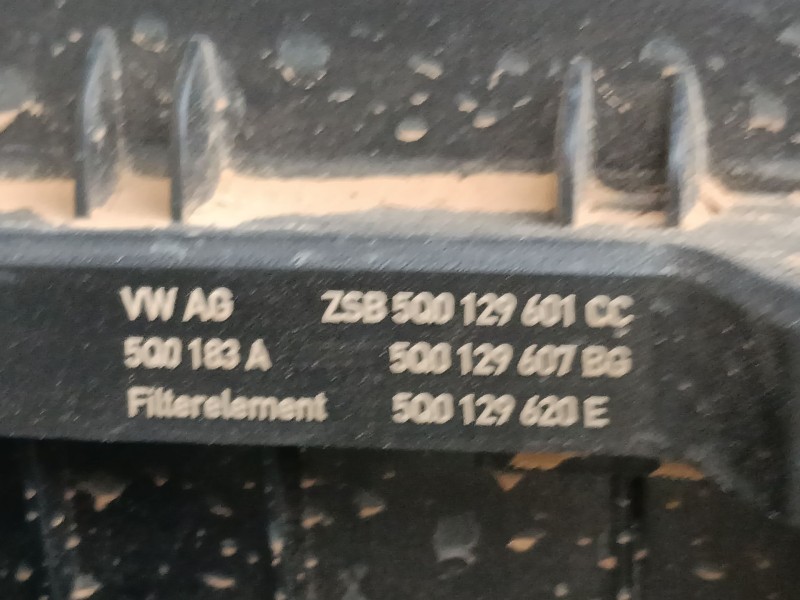 VW AG ZSB 5Q0 129 601 CC
5Q0 183 A 5Q0 129 607 BG
Filterelement 5Q0 129 620 E